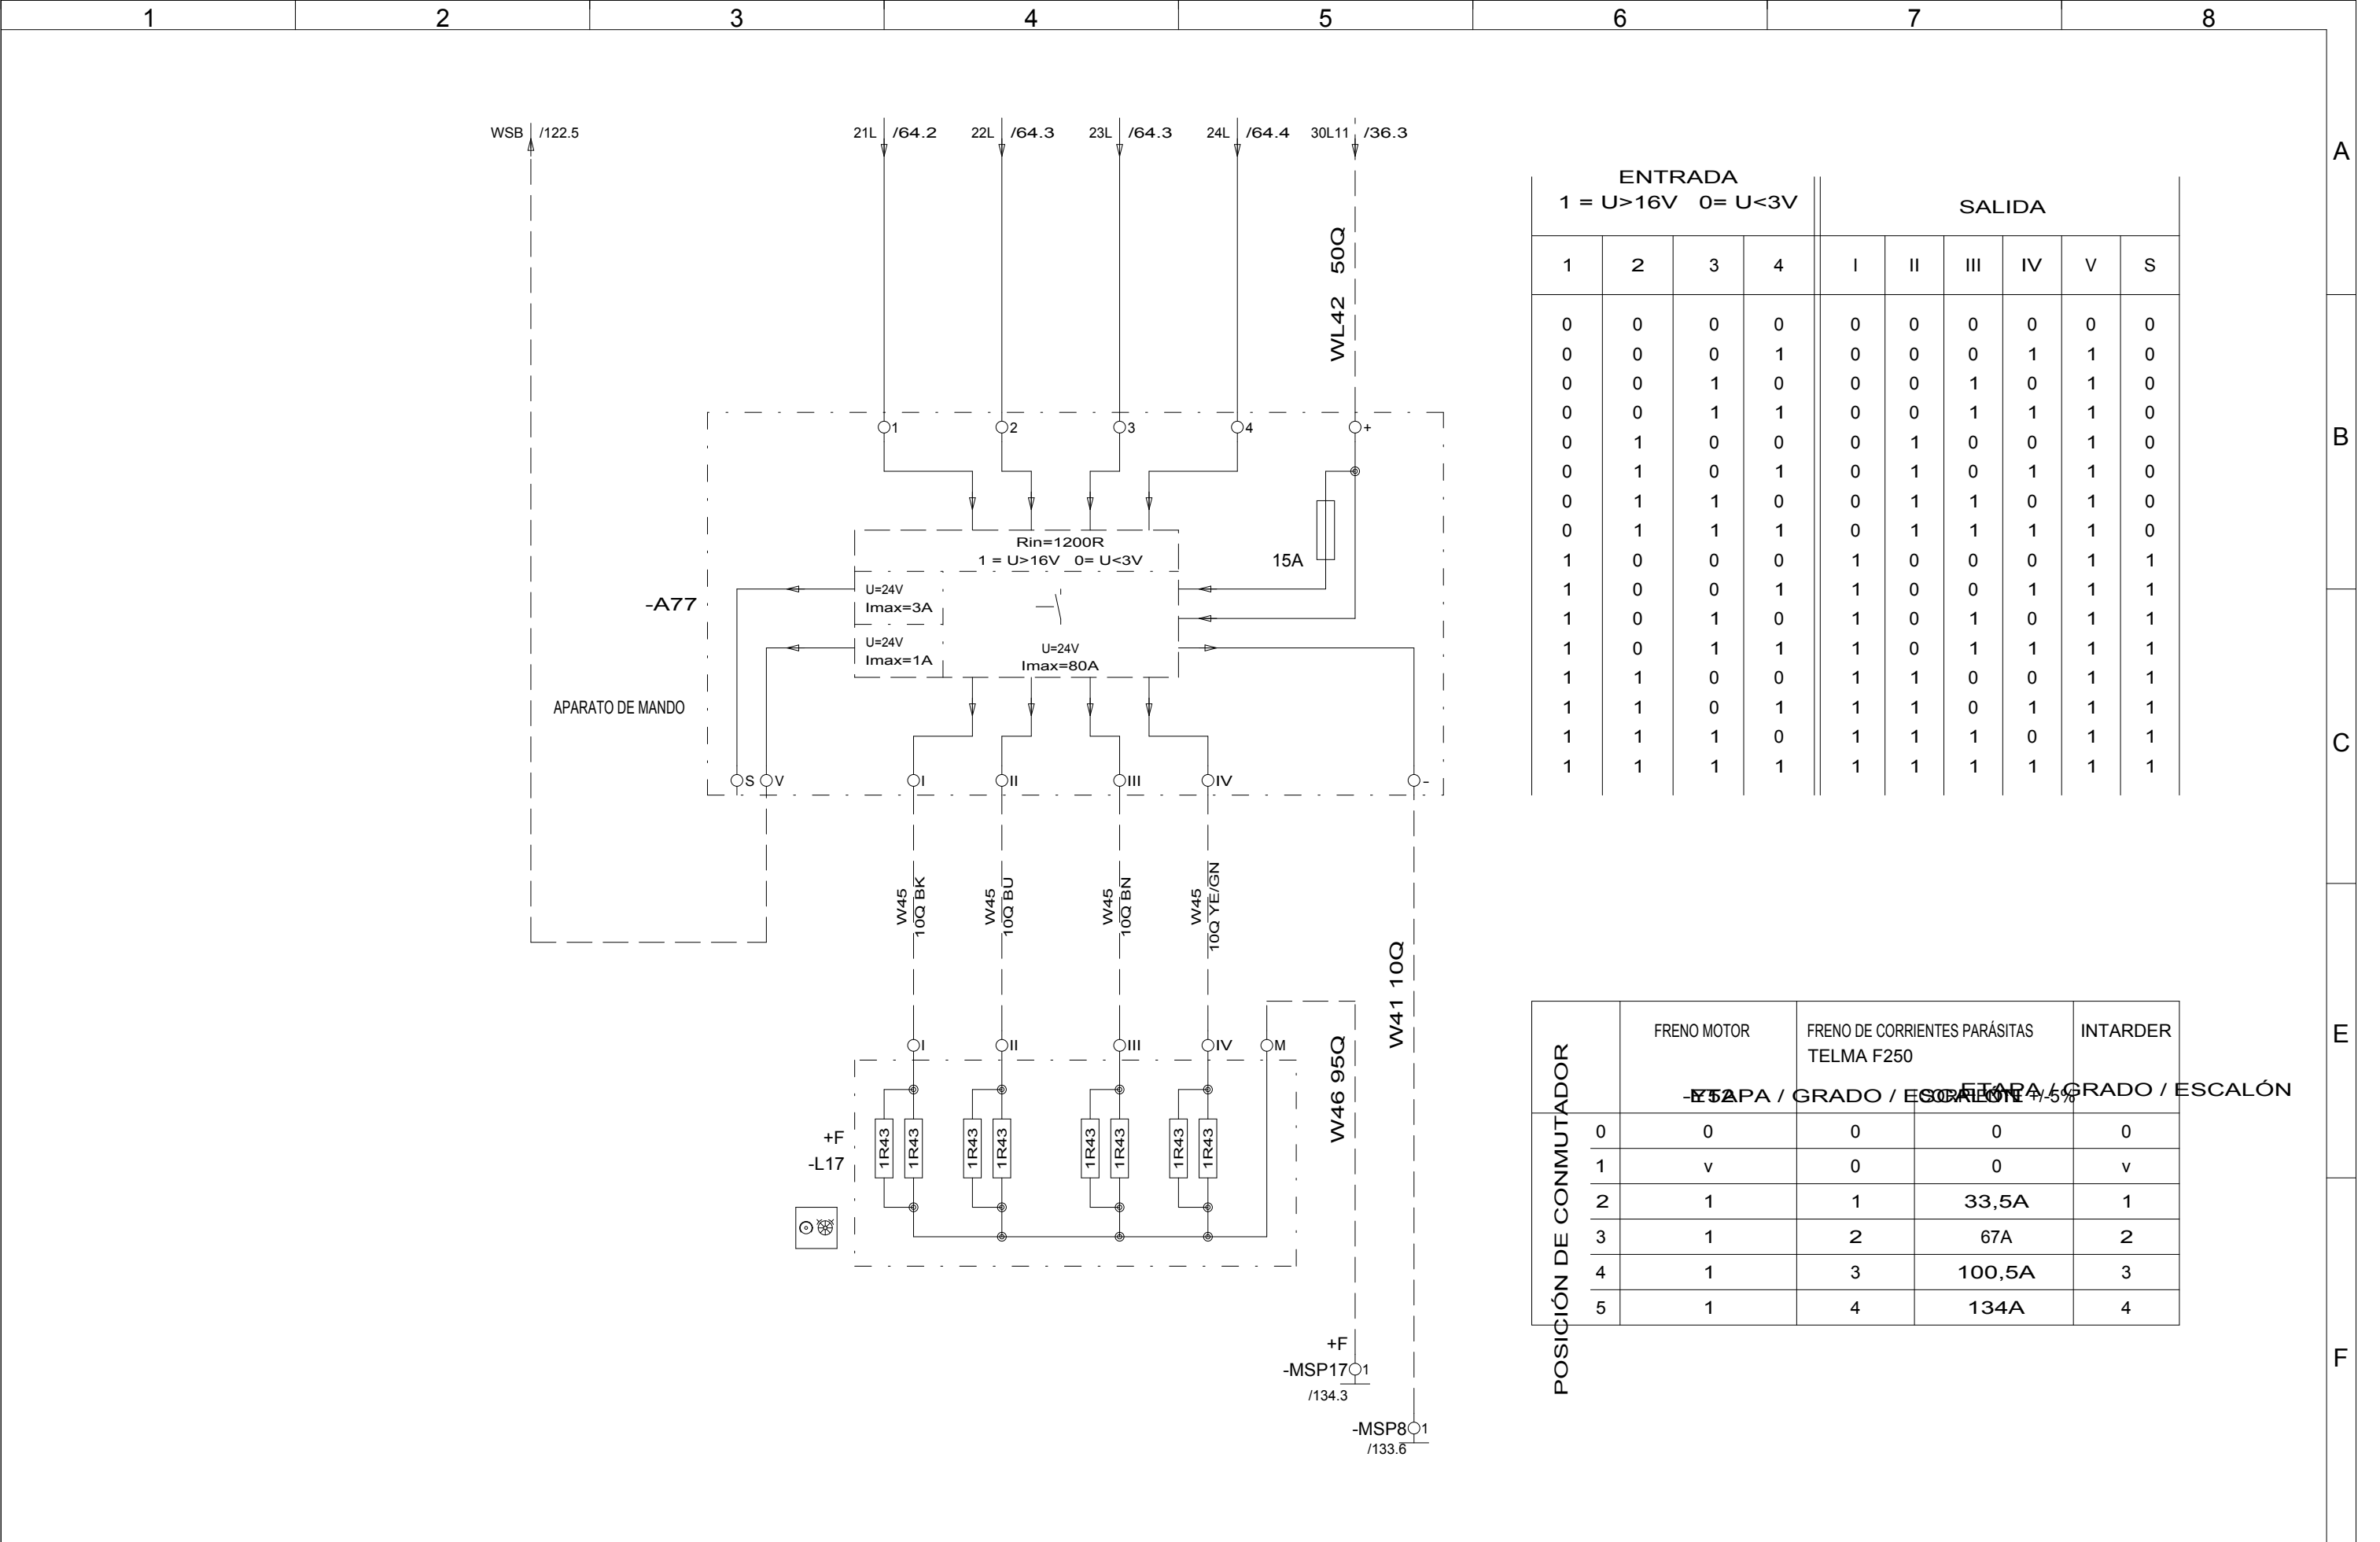 1 2 3 4 5 6 7 8
A
B
C
E
F
WSB /122.5
21L /64.2
22L /64.3
23L /64.3
24L /64.4
30L11 /36.3
WL42 50Q
1 2 3 4 +
Rin=1200R
1 = U>16V 0= U<3V
15A
-A77
U=24V
Imax=3A
U=24V
Imax=1A
U=24V
Imax=80A
APARATO DE MANDO
S V I II III IV -
W45
10Q BK
W45
10Q BU
W45
10Q BN
W45
10Q YE/GN
W41 10Q
W46 95Q
I II III IV M
+F
-L17
1R43 1R43 1R43 1R43 1R43 1R43 1R43 1R43
+F
-MSP17 1
/134.3
-MSP8 1
/133.6
ENTRADA
1 = U>16V 0= U<3V
SALIDA
1 2 3 4 I II III IV V S
0 0 0 0 0 0 0 0 0 0
0 0 0 1 0 0 0 1 1 0
0 0 1 0 0 0 1 0 1 0
0 0 1 1 0 0 1 1 1 0
0 1 0 0 0 1 0 0 1 0
0 1 0 1 0 1 0 1 1 0
0 1 1 0 0 1 1 0 1 0
0 1 1 1 0 1 1 1 1 0
1 0 0 0 1 0 0 0 1 1
1 0 0 1 1 0 0 1 1 1
1 0 1 0 1 0 1 0 1 1
1 0 1 1 1 0 1 1 1 1
1 1 0 0 1 1 0 0 1 1
1 1 0 1 1 1 0 1 1 1
1 1 1 0 1 1 1 0 1 1
1 1 1 1 1 1 1 1 1 1
POSICIÓN DE CONMUTADOR
FRENO MOTOR
FRENO DE CORRIENTES PARÁSITAS
TELMA F250
INTARDER
-Y52
ETAPA / GRADO / ESCALÓN
+/-5%
ETAPA / GRADO / ESCALÓN
0 0 0 0 0
1 v 0 0 v
2 1 1 33,5A 1
3 1 2 67A 2
4 1 3 100,5A 3
5 1 4 134A 4